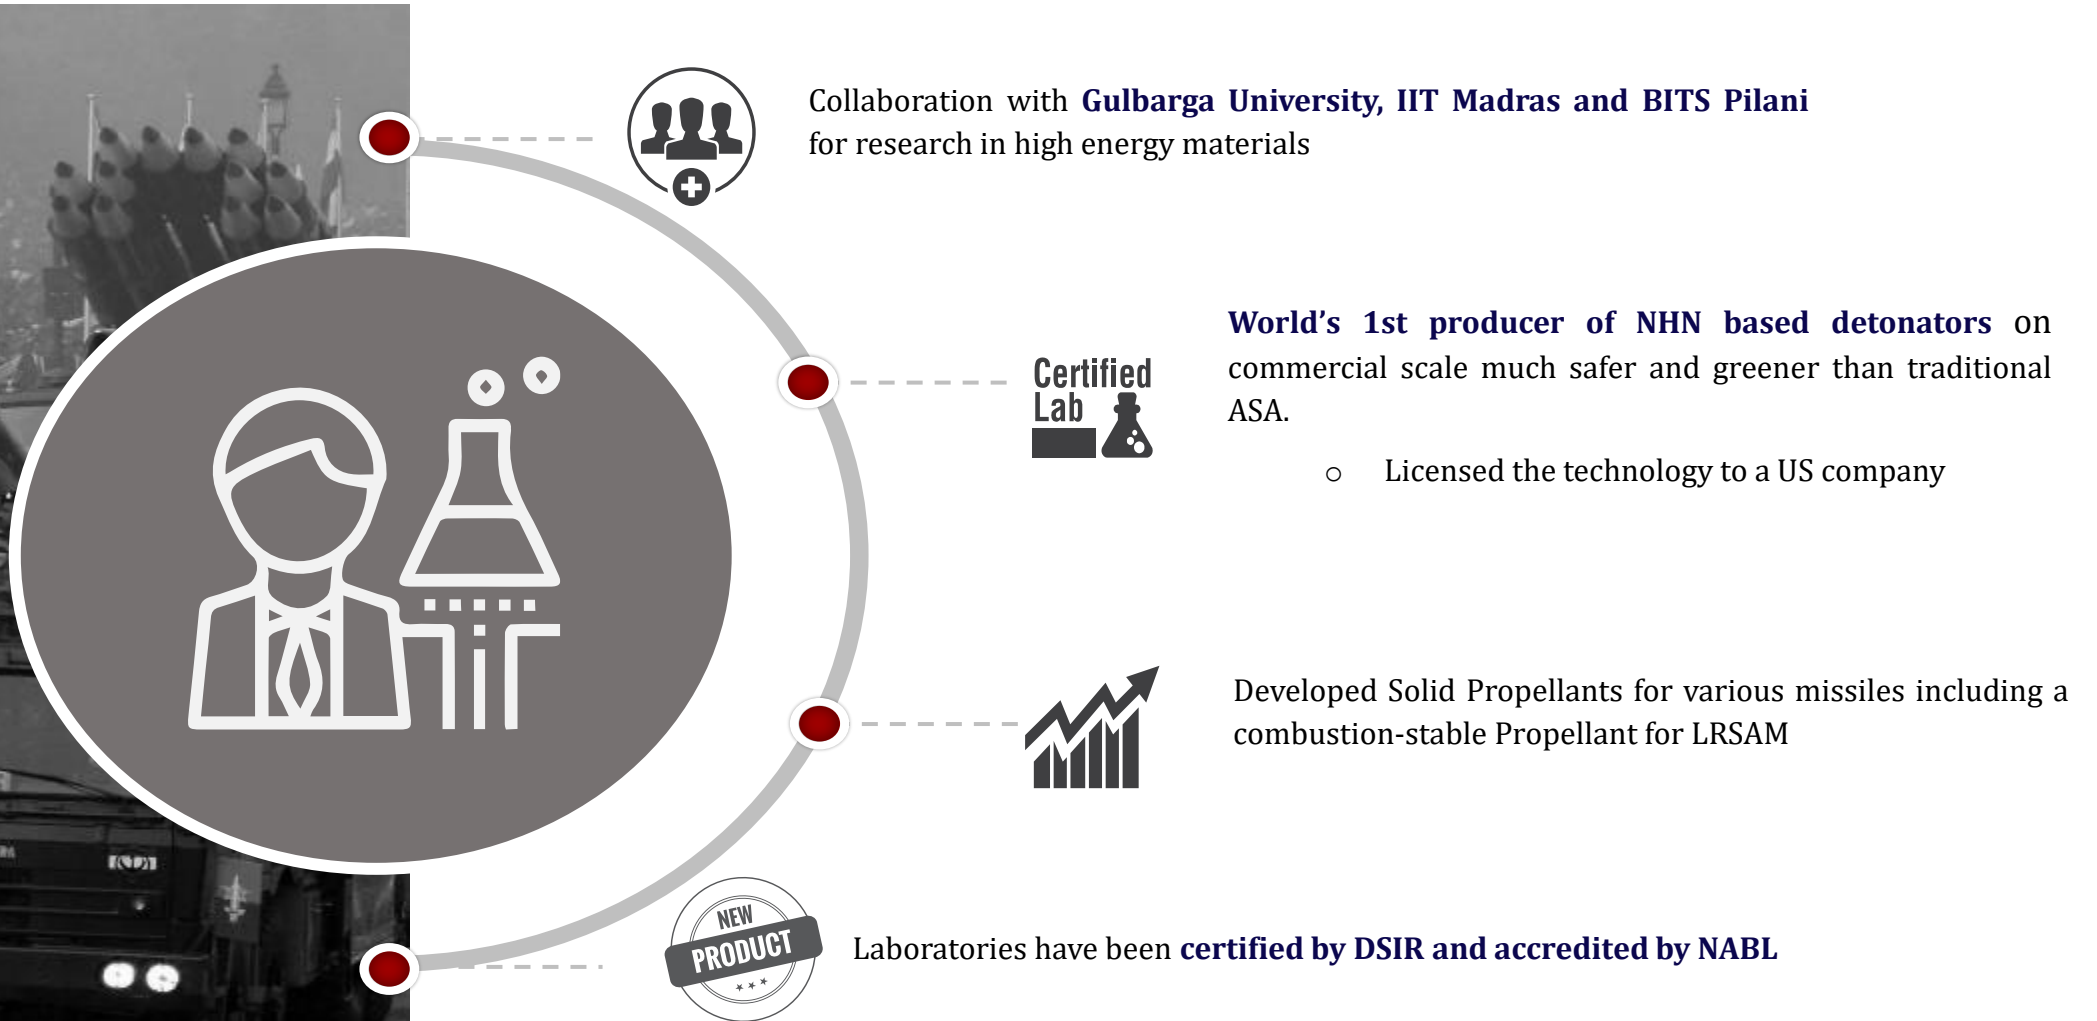 Collaboration with Gulbarga University, IIT Madras and BITS Pilani
for research in high energy materials
World’s 1st producer of NHN based detonators on
commercial scale much safer and greener than traditional
ASA.
o Licensed the technology to a US company
Certified
Lab
Developed Solid Propellants for various missiles including a
combustion-stable Propellant for LRSAM
NEW
PRODUCT
Laboratories have been certified by DSIR and accredited by NABL